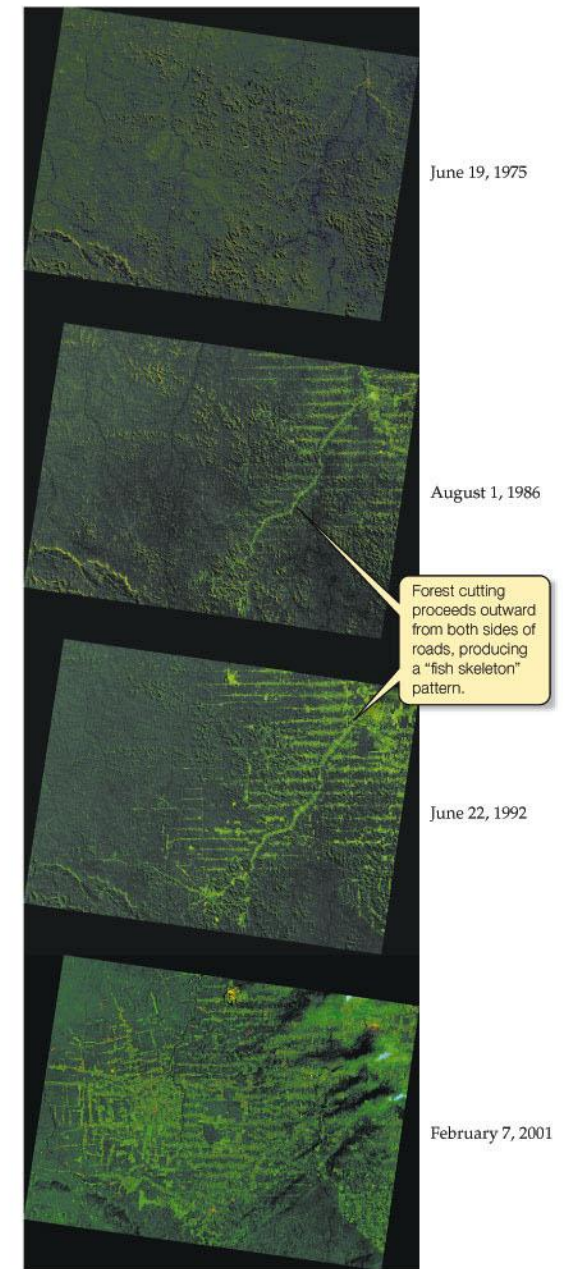 June 19, 1975
August 1, 1986
Forest cutting
proceeds outward
from both sides of
roads, producing
a “fish skeleton”
pattern.
June 22, 1992
February 7, 2001